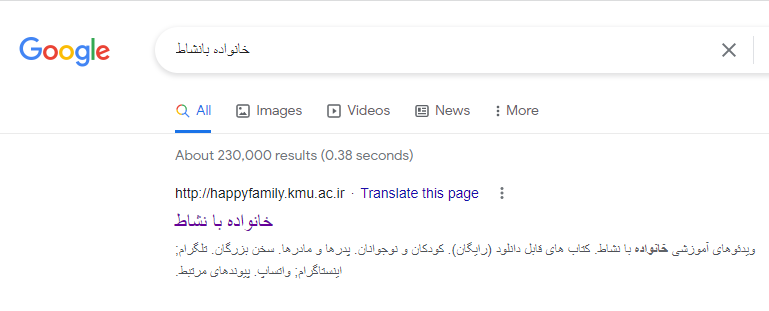 Google
خانواده بانشاط
All Images Videos News More
About 230,000 results (0.38 seconds)
http://happyfamily.kmu.ac.ir · Translate this page
خانواده با نشاط
ویدئوهای آموزشی خانواده با نشاط. کتاب های قابل دانلود (رایگان). کودکان و نوجوانان. پدرها و مادرها. سخن بزرگان. تلگرام;
اینستاگرام; واتساپ. پیوندهای مرتبط.